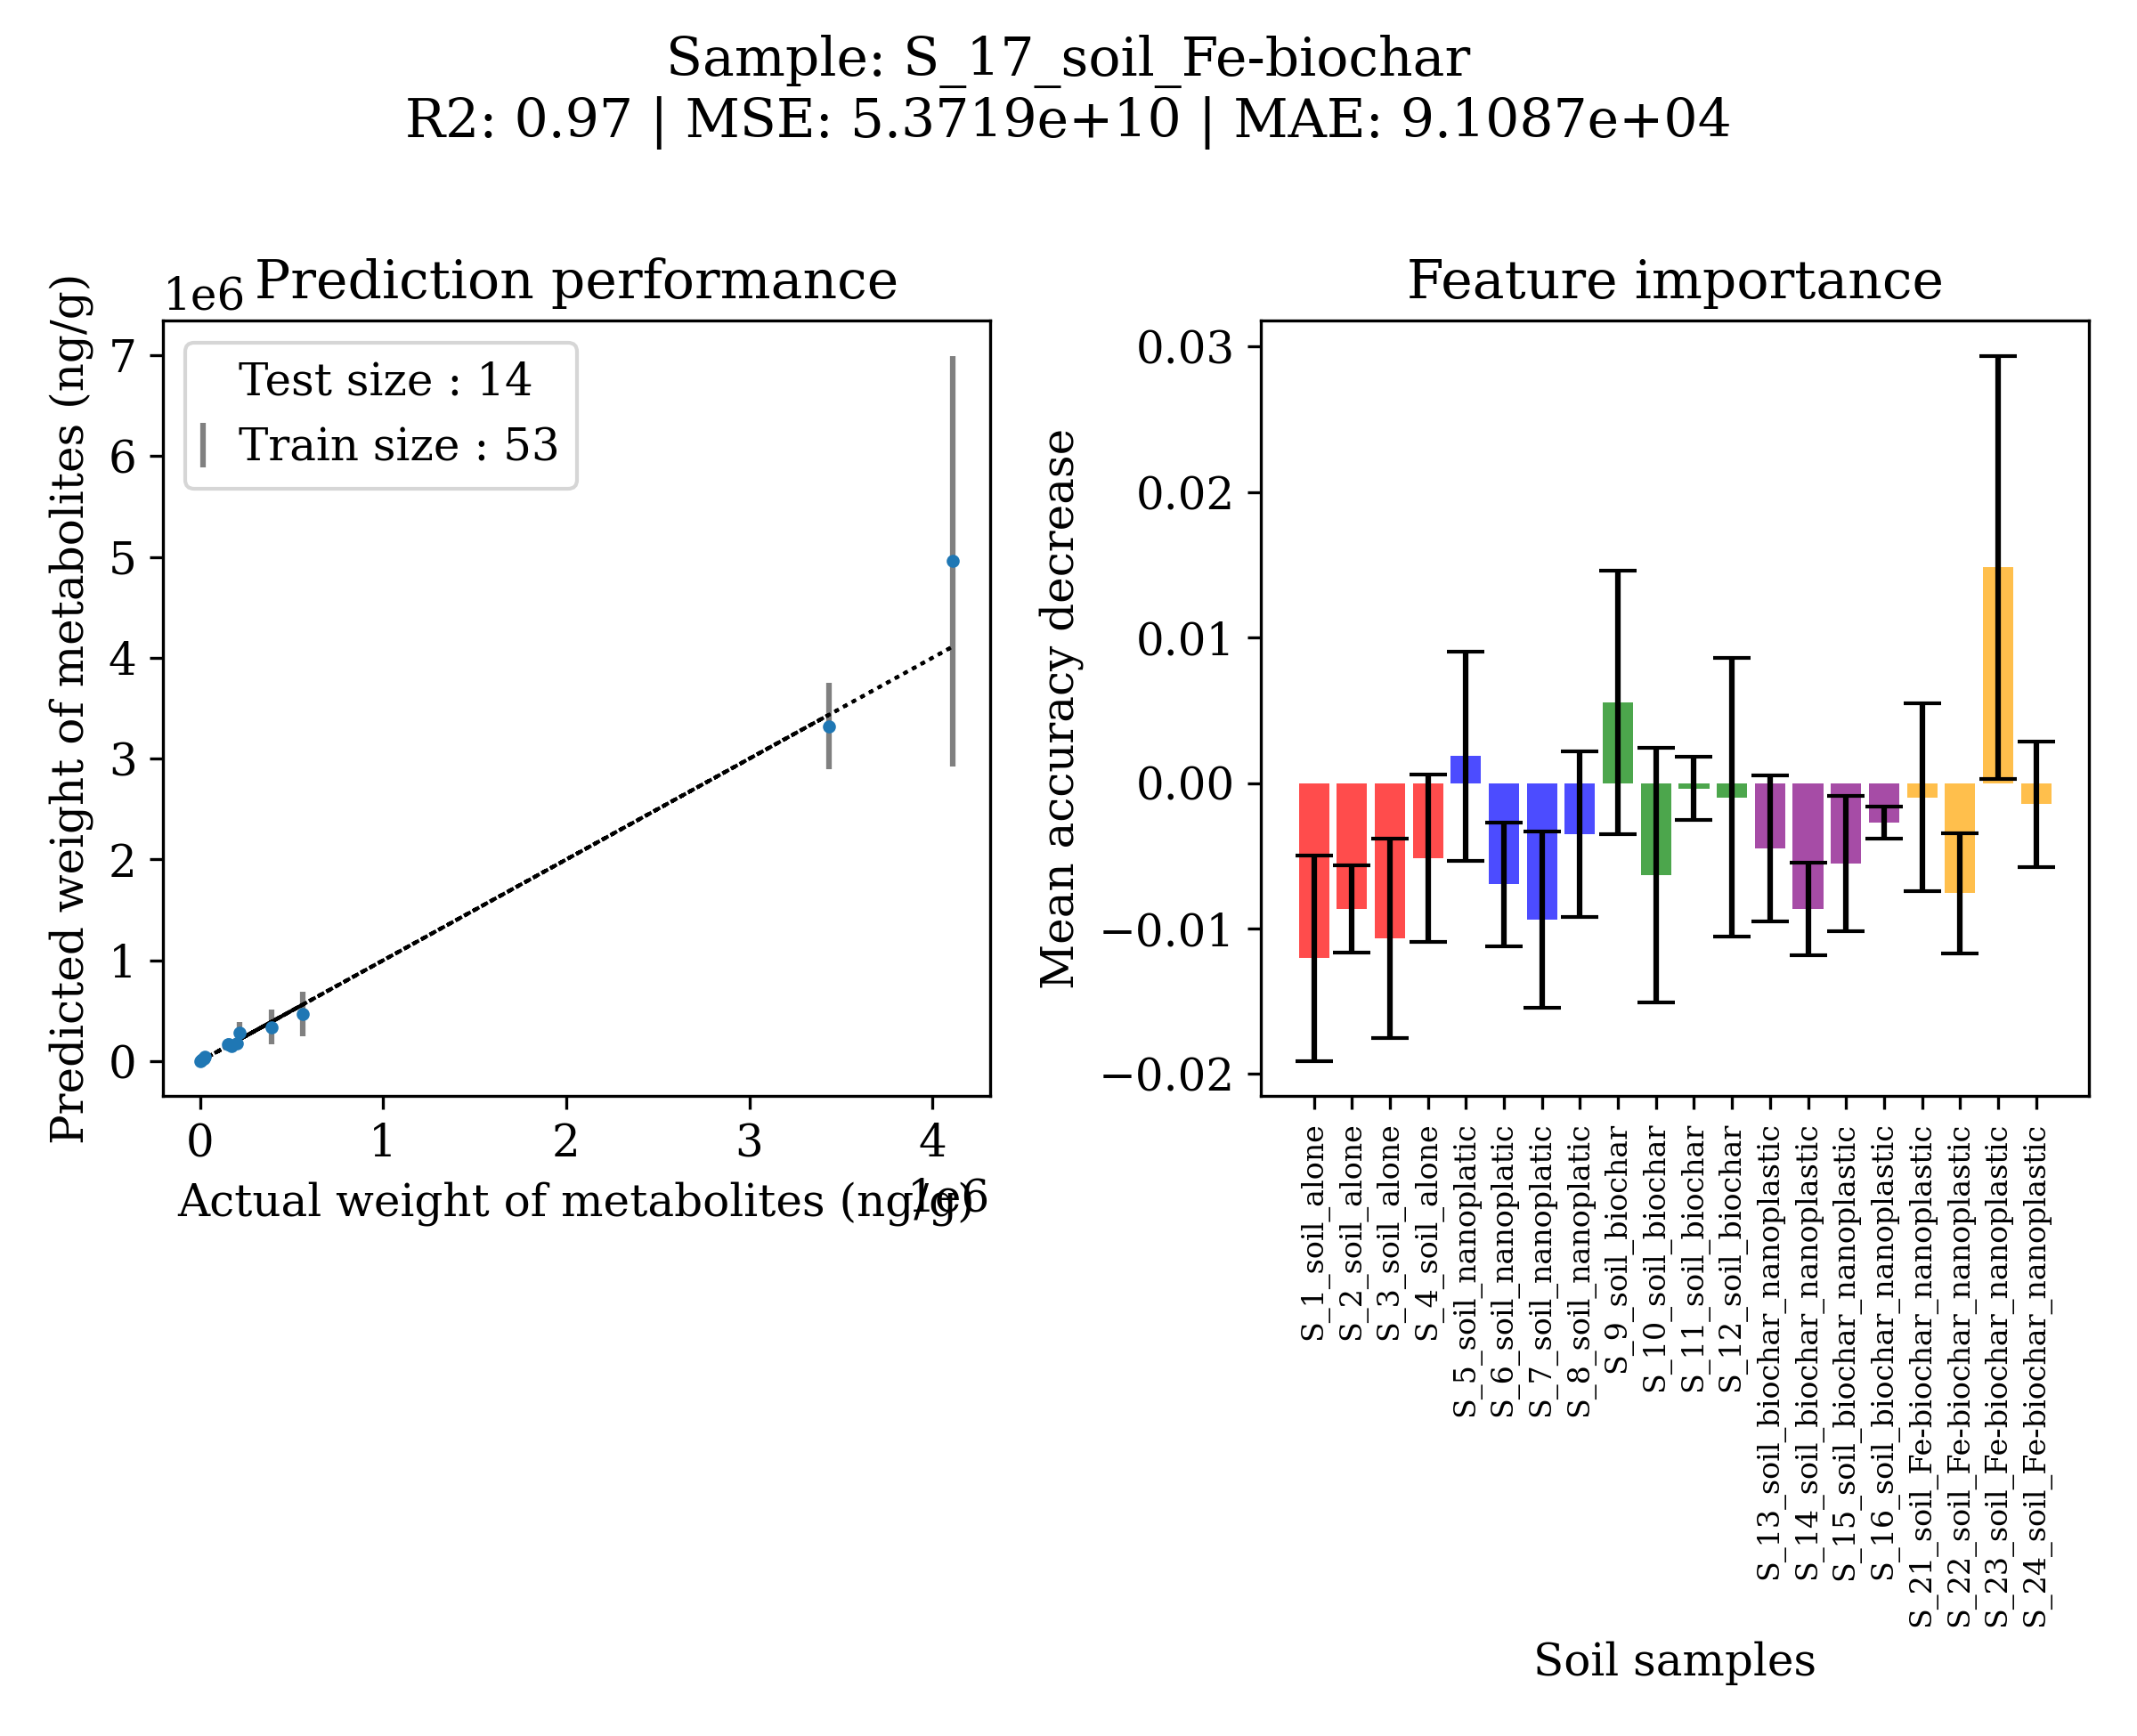 Sample: S_17_soil_Fe-biochar
R2: 0.97 | MSE: 5.3719e+10 | MAE: 9.1087e+04
Prediction performance
1e6
Predicted weight of metabolites (ng/g)
7
6
5
4
3
2
1
0
Test size : 14
Train size : 53
0
1
2
3
4
1e6
Actual weight of metabolites (ng/g)
Feature importance
Mean accuracy decrease
0.03
0.02
0.01
0.00
−0.01
−0.02
S_1_soil_alone
S_2_soil_alone
S_3_soil_alone
S_4_soil_alone
S_5_soil_nanoplatic
S_6_soil_nanoplatic
S_7_soil_nanoplatic
S_8_soil_nanoplatic
S_9_soil_biochar
S_10_soil_biochar
S_11_soil_biochar
S_12_soil_biochar
S_13_soil_biochar_nanoplastic
S_14_soil_biochar_nanoplastic
S_15_soil_biochar_nanoplastic
S_16_soil_biochar_nanoplastic
S_21_soil_Fe-biochar_nanoplastic
S_22_soil_Fe-biochar_nanoplastic
S_23_soil_Fe-biochar_nanoplastic
S_24_soil_Fe-biochar_nanoplastic
Soil samples